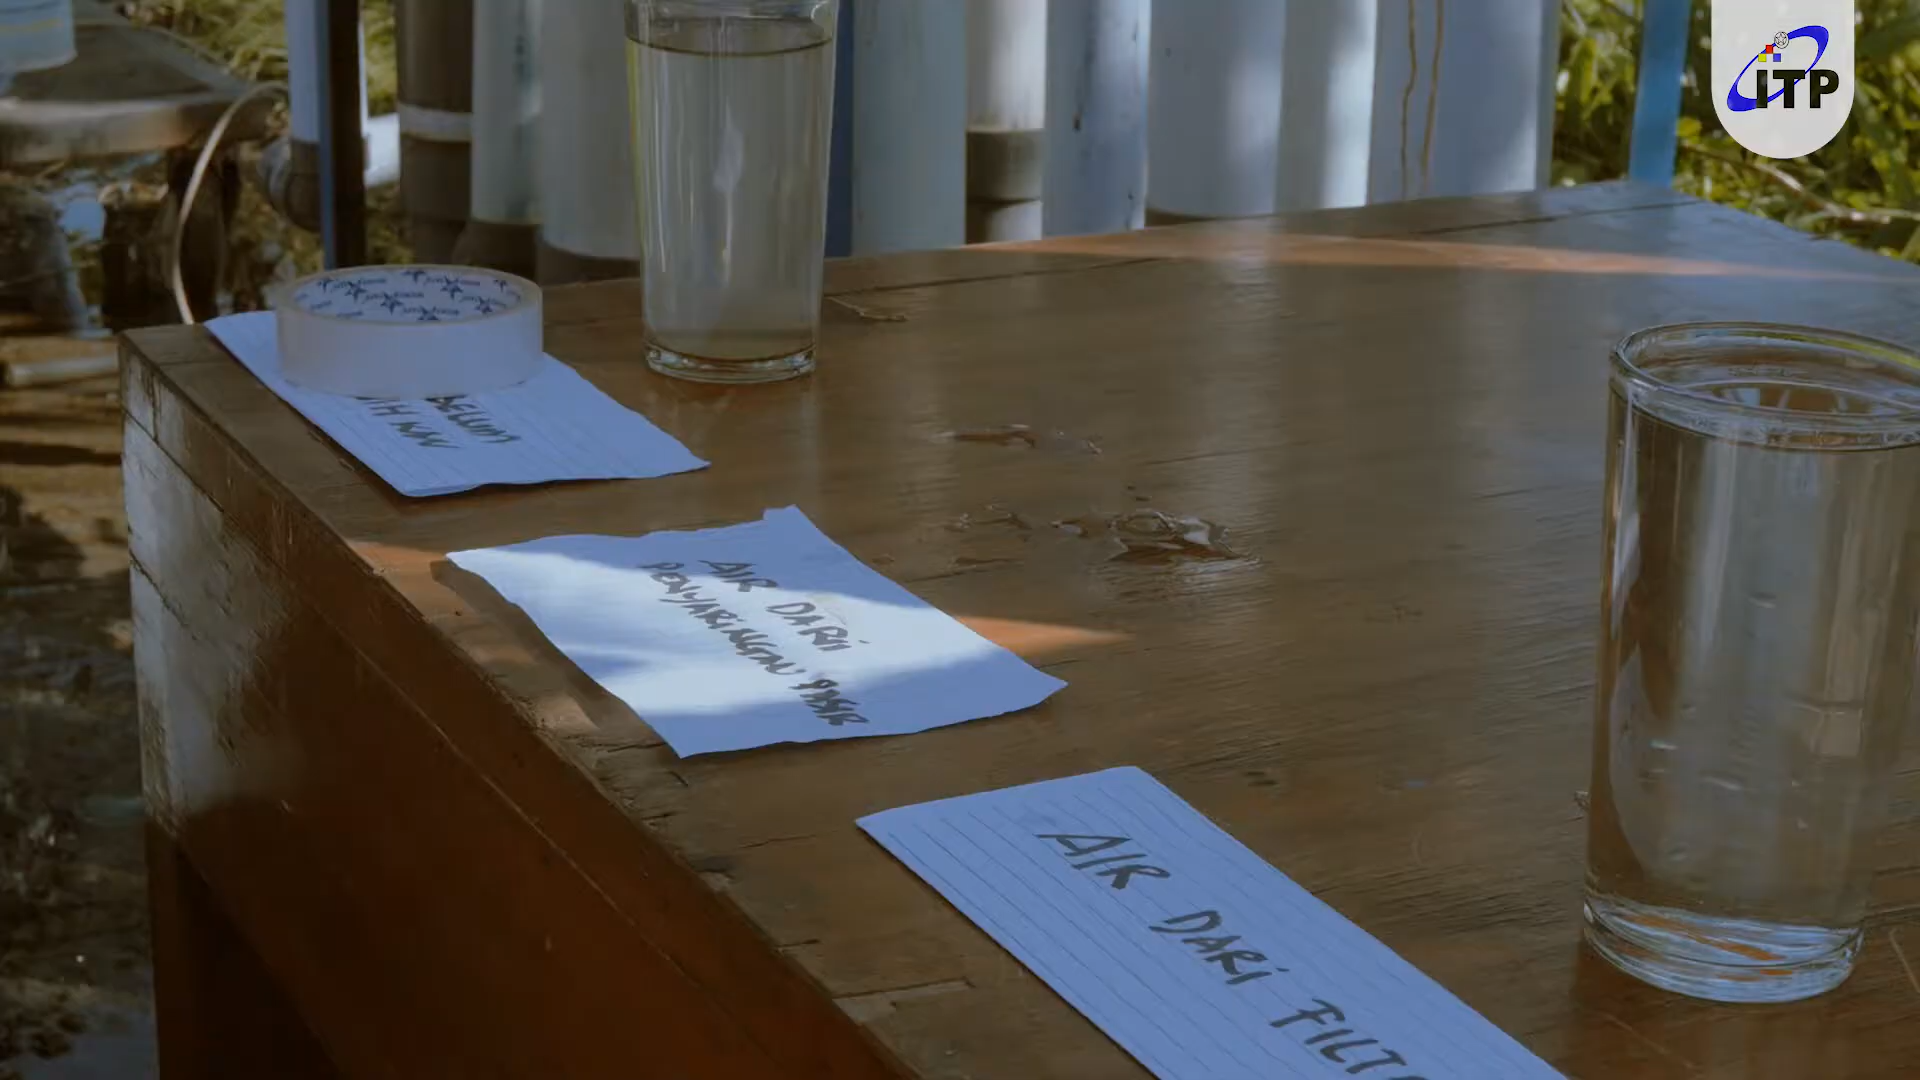 ITP
BELUM
AIR DARI
PENYARINGAN PASIR
AIR DARI FILT